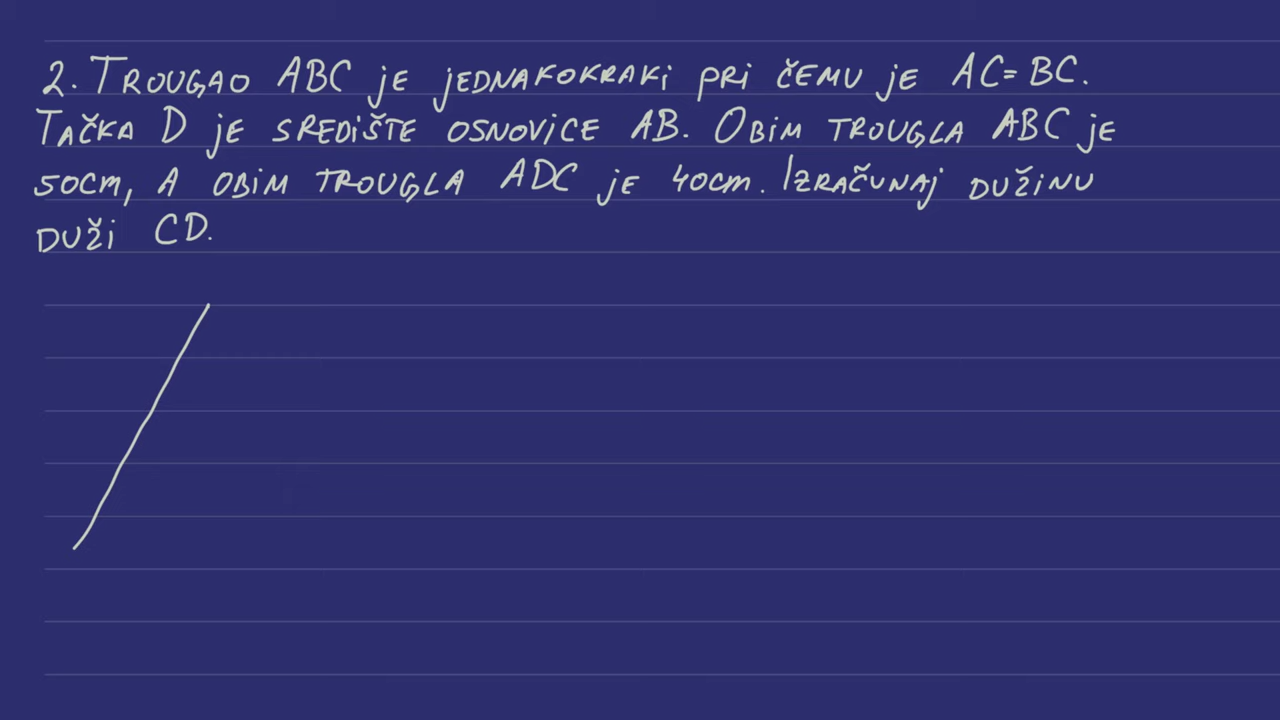 2. TROUGAO ABC JE JEDNAKOKRAKI PRI ČEMU JE AC=BC.
TAČKA D JE SREDIŠTE OSNOVICE AB. OBIM TROUGLA ABC JE
50CM, A OBIM TROUGLA ADC JE 40CM. IZRAČUNAJ DUŽINU
DUŽI CD.